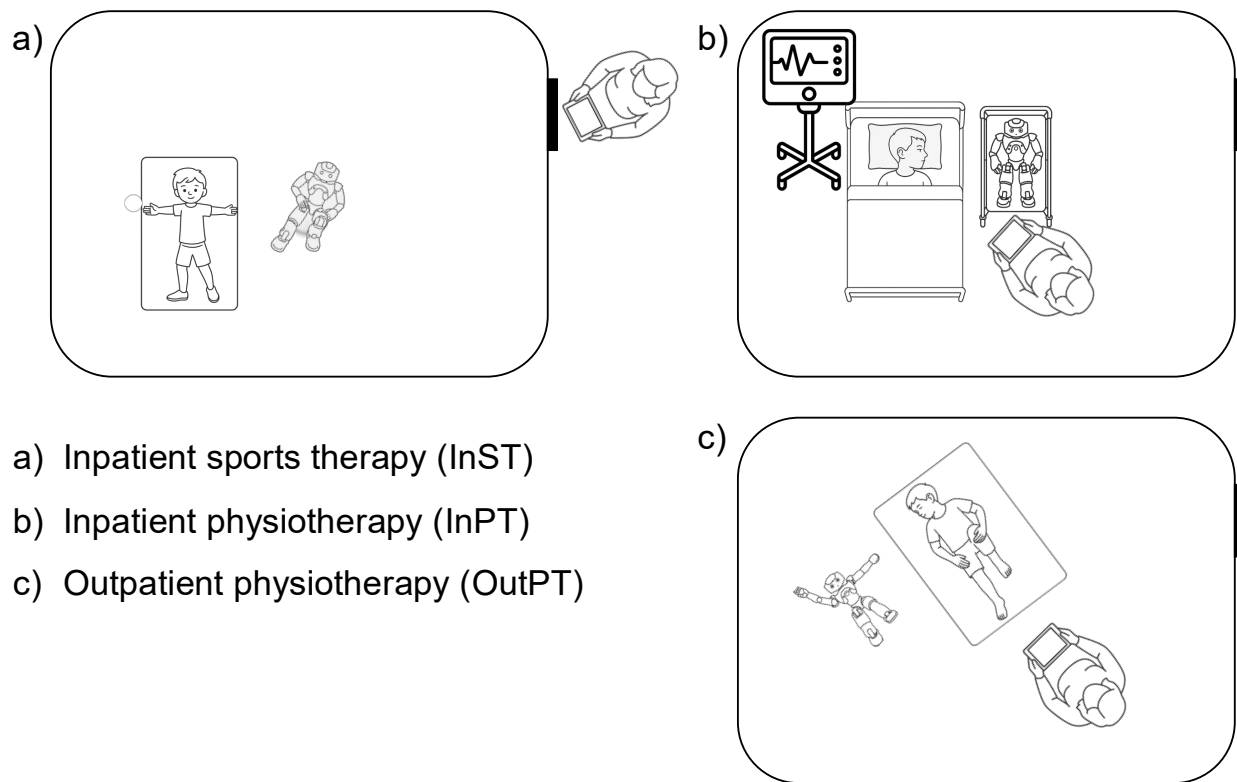 a)
b)
a) Inpatient sports therapy (InST)
b) Inpatient physiotherapy (InPT)
c) Outpatient physiotherapy (OutPT)
c)